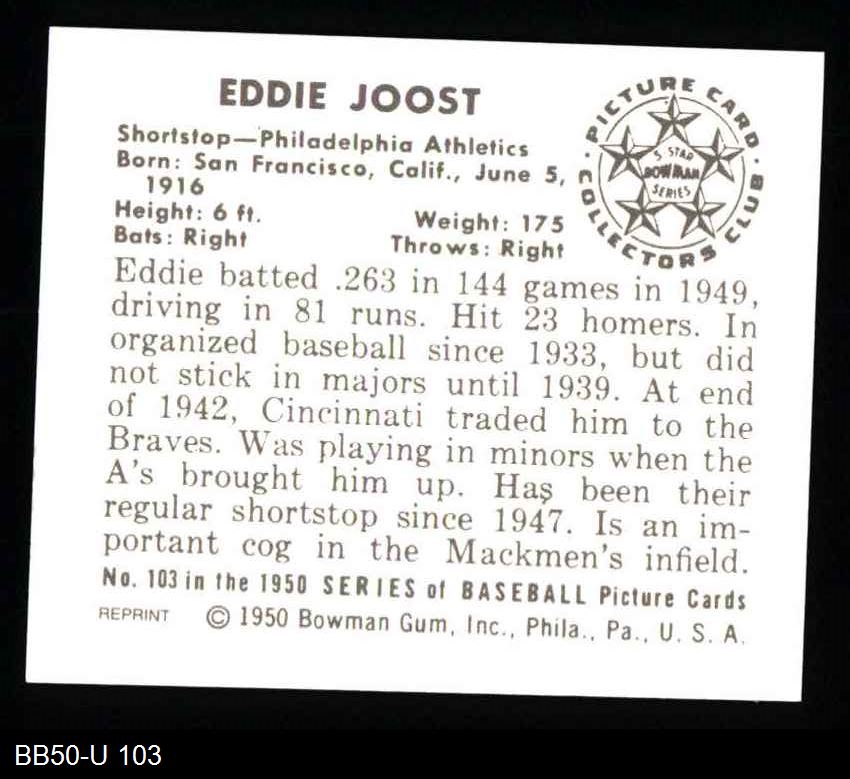 EDDIE JOOST
Shortstop—Philadelphia Athletics
Born: San Francisco, Calif., June 5,
1916
Height: 6 ft. Weight: 175
Bats: Right Throws: Right
PICTURE CARD
COLLECTORS CLUB
5 STAR
BOWMAN
SERIES
Eddie batted .263 in 144 games in 1949,
driving in 81 runs. Hit 23 homers. In
organized baseball since 1933, but did
not stick in majors until 1939. At end
of 1942, Cincinnati traded him to the
Braves. Was playing in minors when the
A's brought him up. Has been their
regular shortstop since 1947. Is an im-
portant cog in the Mackmen's infield.
No. 103 in the 1950 SERIES of BASEBALL Picture Cards
REPRINT © 1950 Bowman Gum, Inc., Phila., Pa., U. S. A.
BB50-U 103